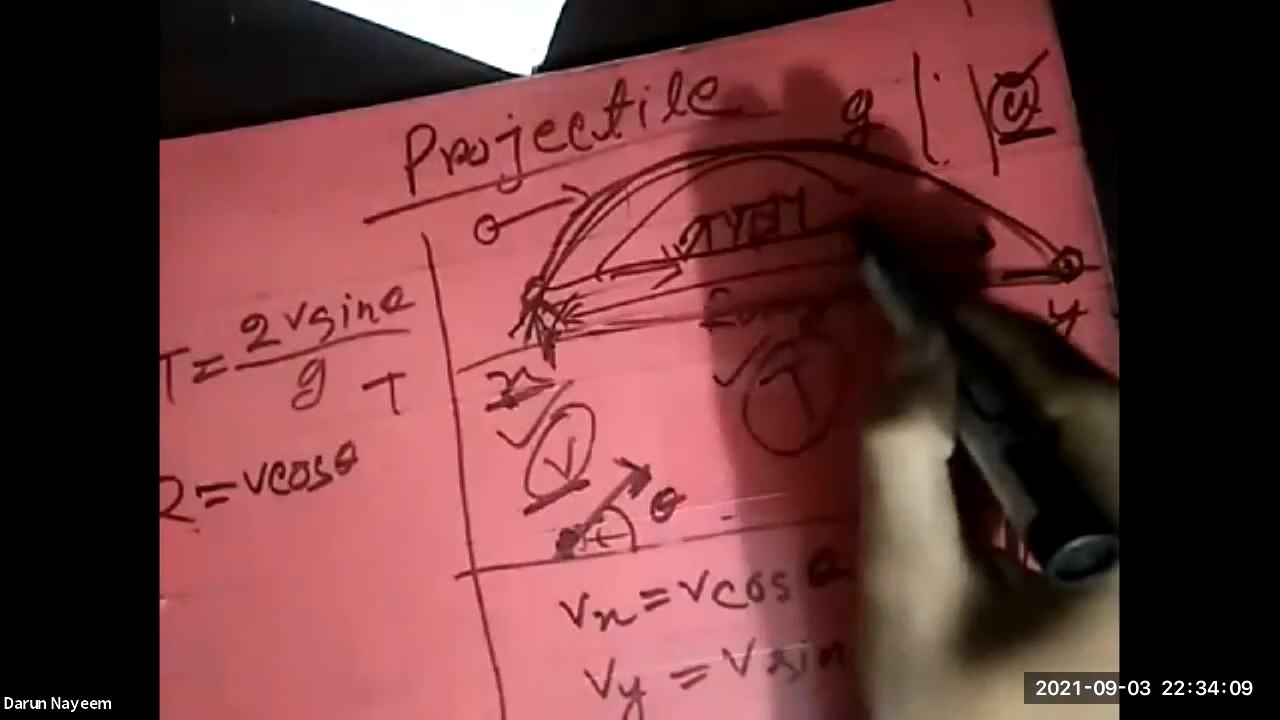 Projectile
g
T = 2vsinθ / g
T
R = vcosθ
x
y
v
T
θ
Vx = vcosθ
Vy = vsin
Darun Nayeem
2021-09-03 22:34:09